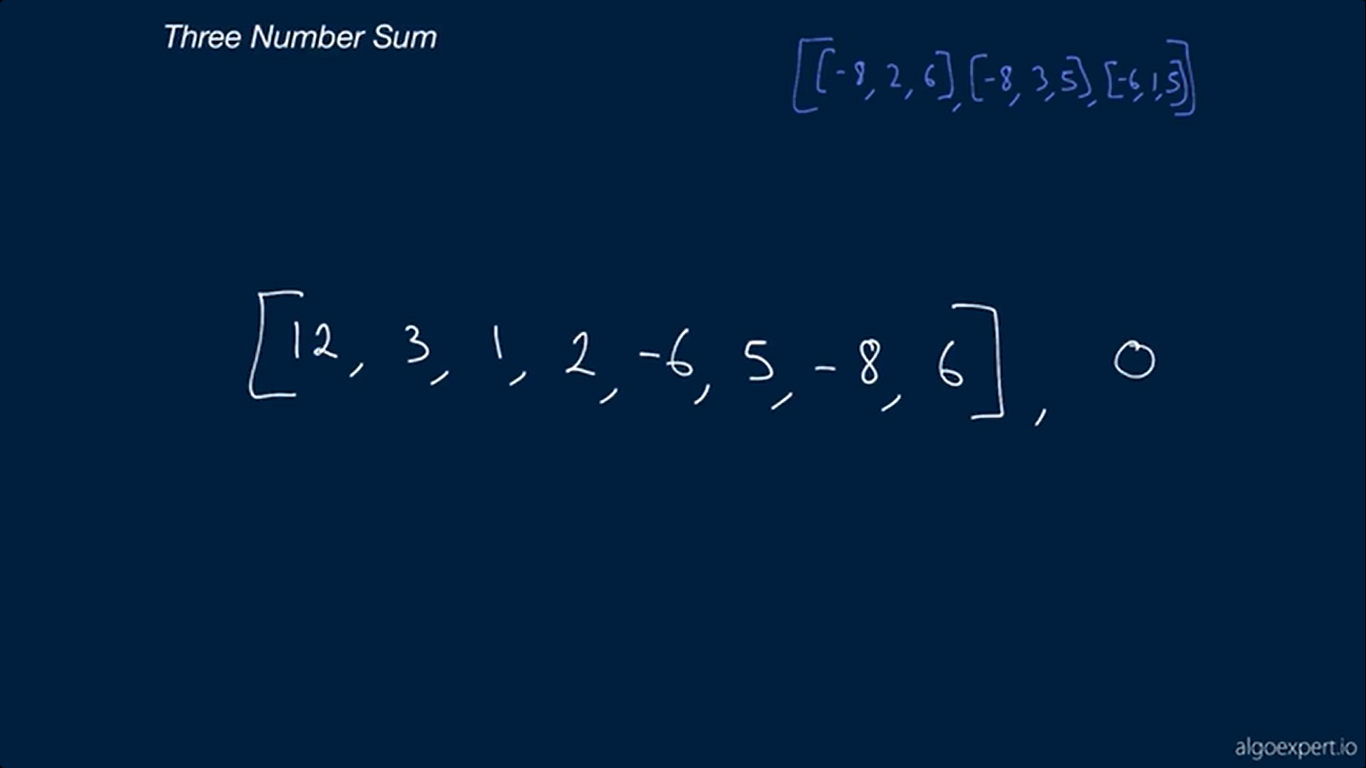 Three Number Sum
[[-8, 2, 6], [-8, 3, 5], [-6, 1, 5]]
[12, 3, 1, 2, -6, 5, -8, 6], 0
algoexpert.io